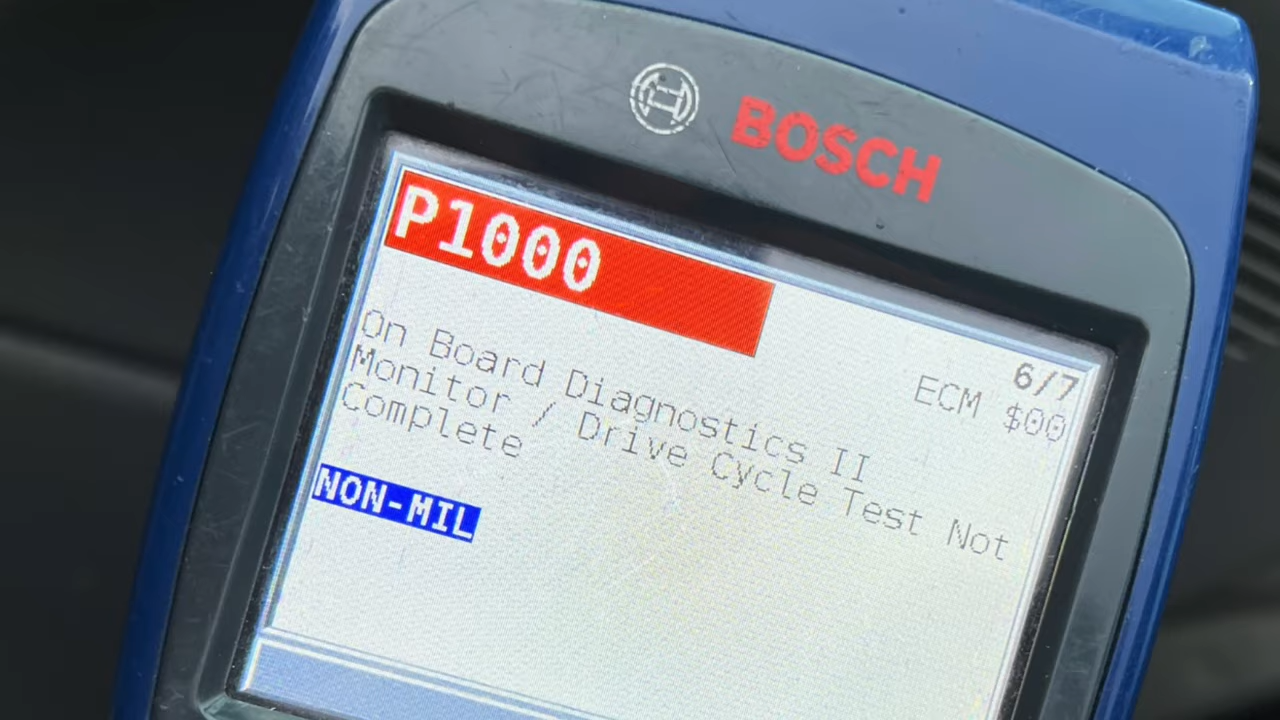 BOSCH
P1000
6/7
ECM $00
On Board Diagnostics II
Monitor / Drive Cycle Test Not
Complete
NON-MIL